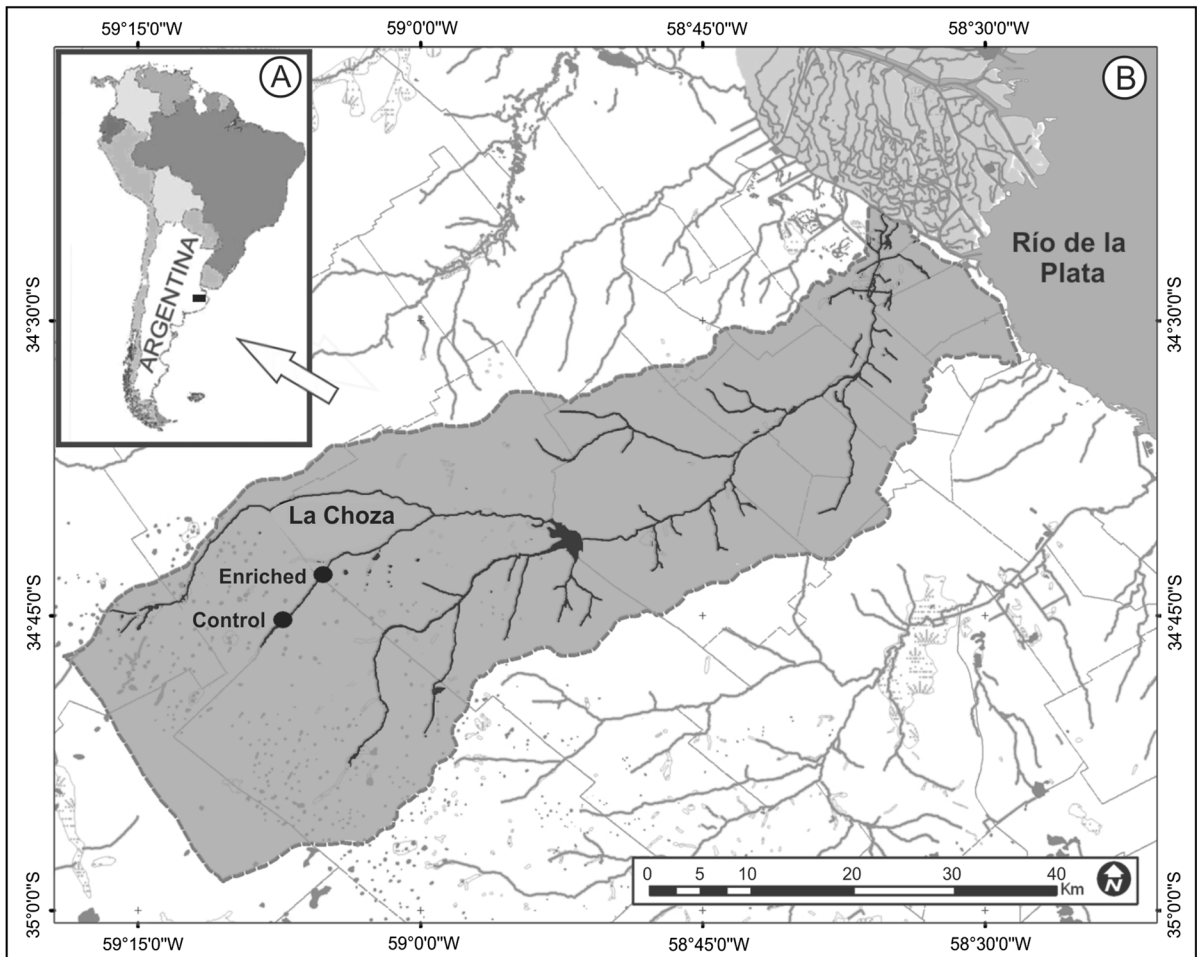 59°15'0"W
59°0'0"W
58°45'0"W
58°30'0"W
A
B
ARGENTINA
Río de la
Plata
34°30'0"S
34°30'0"S
La Choza
Enriched
Control
34°45'0"S
34°45'0"S
0 5 10 20 30 40
Km
N
35°0'0"S
35°0'0"S
59°15'0"W
59°0'0"W
58°45'0"W
58°30'0"W